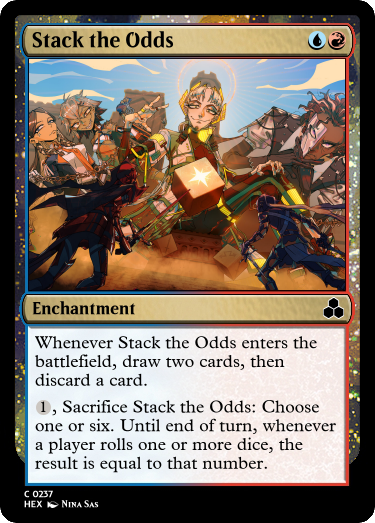 Stack the Odds
Enchantment
Whenever Stack the Odds enters the
battlefield, draw two cards, then
discard a card.
1, Sacrifice Stack the Odds: Choose
one or six. Until end of turn, whenever
a player rolls one or more dice, the
result is equal to that number.
C 0237
HEX Nina Sas